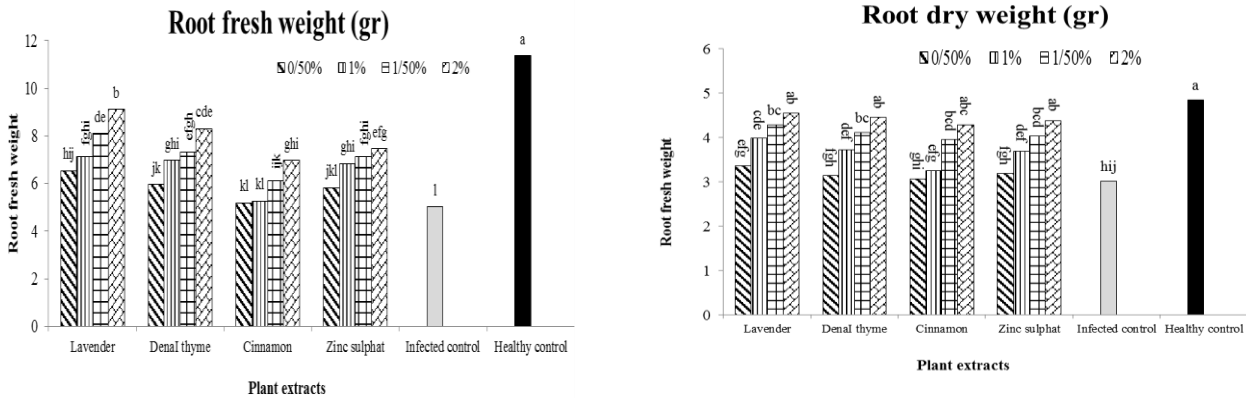 Root fresh weight (gr)
0/50% 1% 1/50% 2%
Root fresh weight
12
10
8
6
4
2
0
hij fghi de b
jk ghi efgh cde
kl kl ijk ghi
jkl ghi fghi efg
l
a
Lavender Denal thyme Cinnamon Zinc sulphat Infected control Healthy control
Plant extracts
Root dry weight (gr)
0/50% 1% 1/50% 2%
Root fresh weight
6
5
4
3
2
1
0
efg cde bc ab
fgh def bc ab
ghi efg bcd abc
fgh def bcd ab
hij
a
Lavender Denal thyme Cinnamon Zinc sulphat Infected control Healthy control
Plant extracts